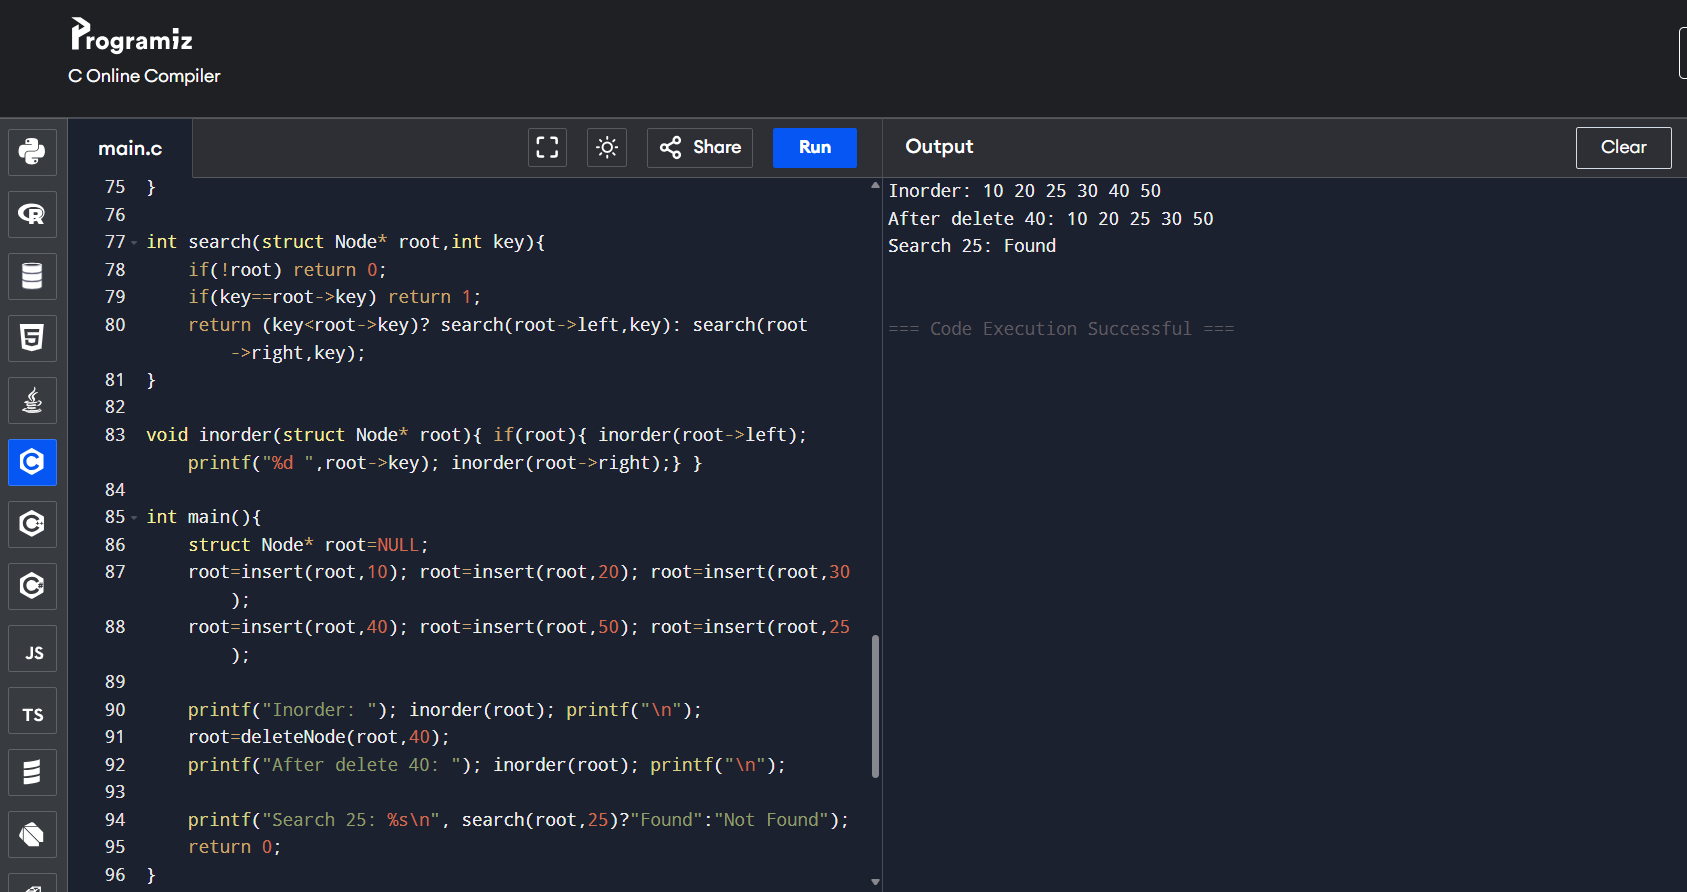 Programiz
C Online Compiler
main.c
Share
Run
Output
Clear
JS
TS
75 }
76
77 int search(struct Node* root,int key){
78 if(!root) return 0;
79 if(key==root->key) return 1;
80 return (key<root->key)? search(root->left,key): search(root
->right,key);
81 }
82
83 void inorder(struct Node* root){ if(root){ inorder(root->left);
printf("%d ",root->key); inorder(root->right);} }
84
85 int main(){
86 struct Node* root=NULL;
87 root=insert(root,10); root=insert(root,20); root=insert(root,30
);
88 root=insert(root,40); root=insert(root,50); root=insert(root,25
);
89
90 printf("Inorder: "); inorder(root); printf("\n");
91 root=deleteNode(root,40);
92 printf("After delete 40: "); inorder(root); printf("\n");
93
94 printf("Search 25: %s\n", search(root,25)?"Found":"Not Found");
95 return 0;
96 }
Inorder: 10 20 25 30 40 50
After delete 40: 10 20 25 30 50
Search 25: Found
=== Code Execution Successful ===